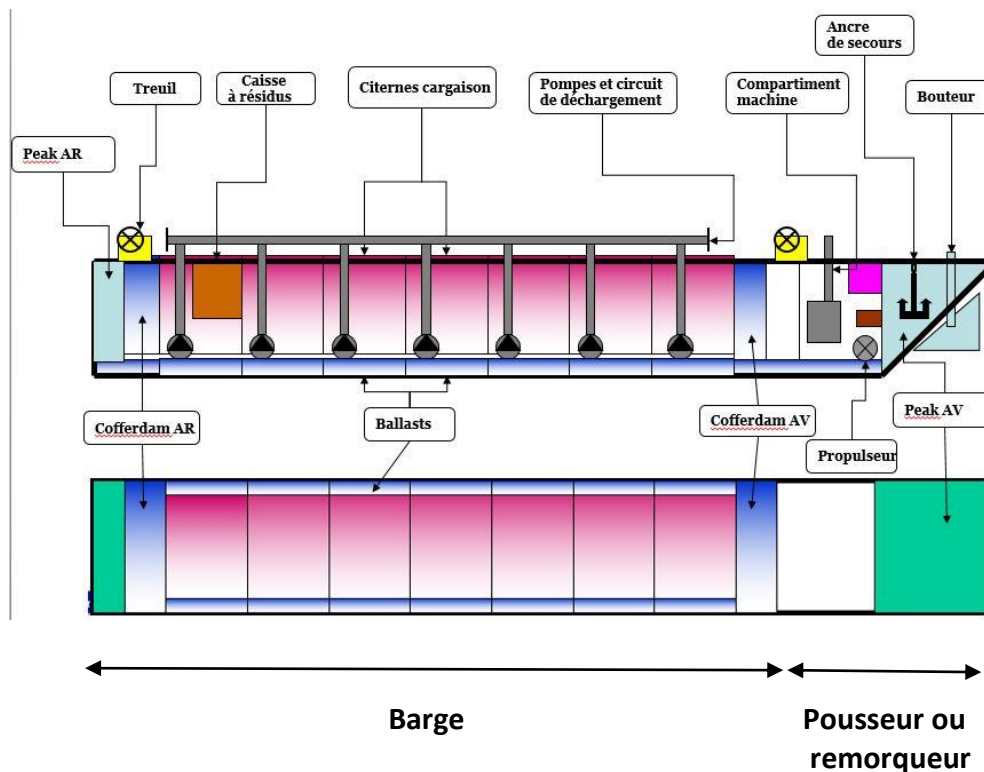 Ancre
de secours
Treuil
Caisse
à résidus
Citernes cargaison
Pompes et circuit
de déchargement
Compartiment
machine
Bouteur
Peak AR
Cofferdam AR
Ballasts
Cofferdam AV
Peak AV
Propulseur
Barge
Pousseur ou
remorqueur